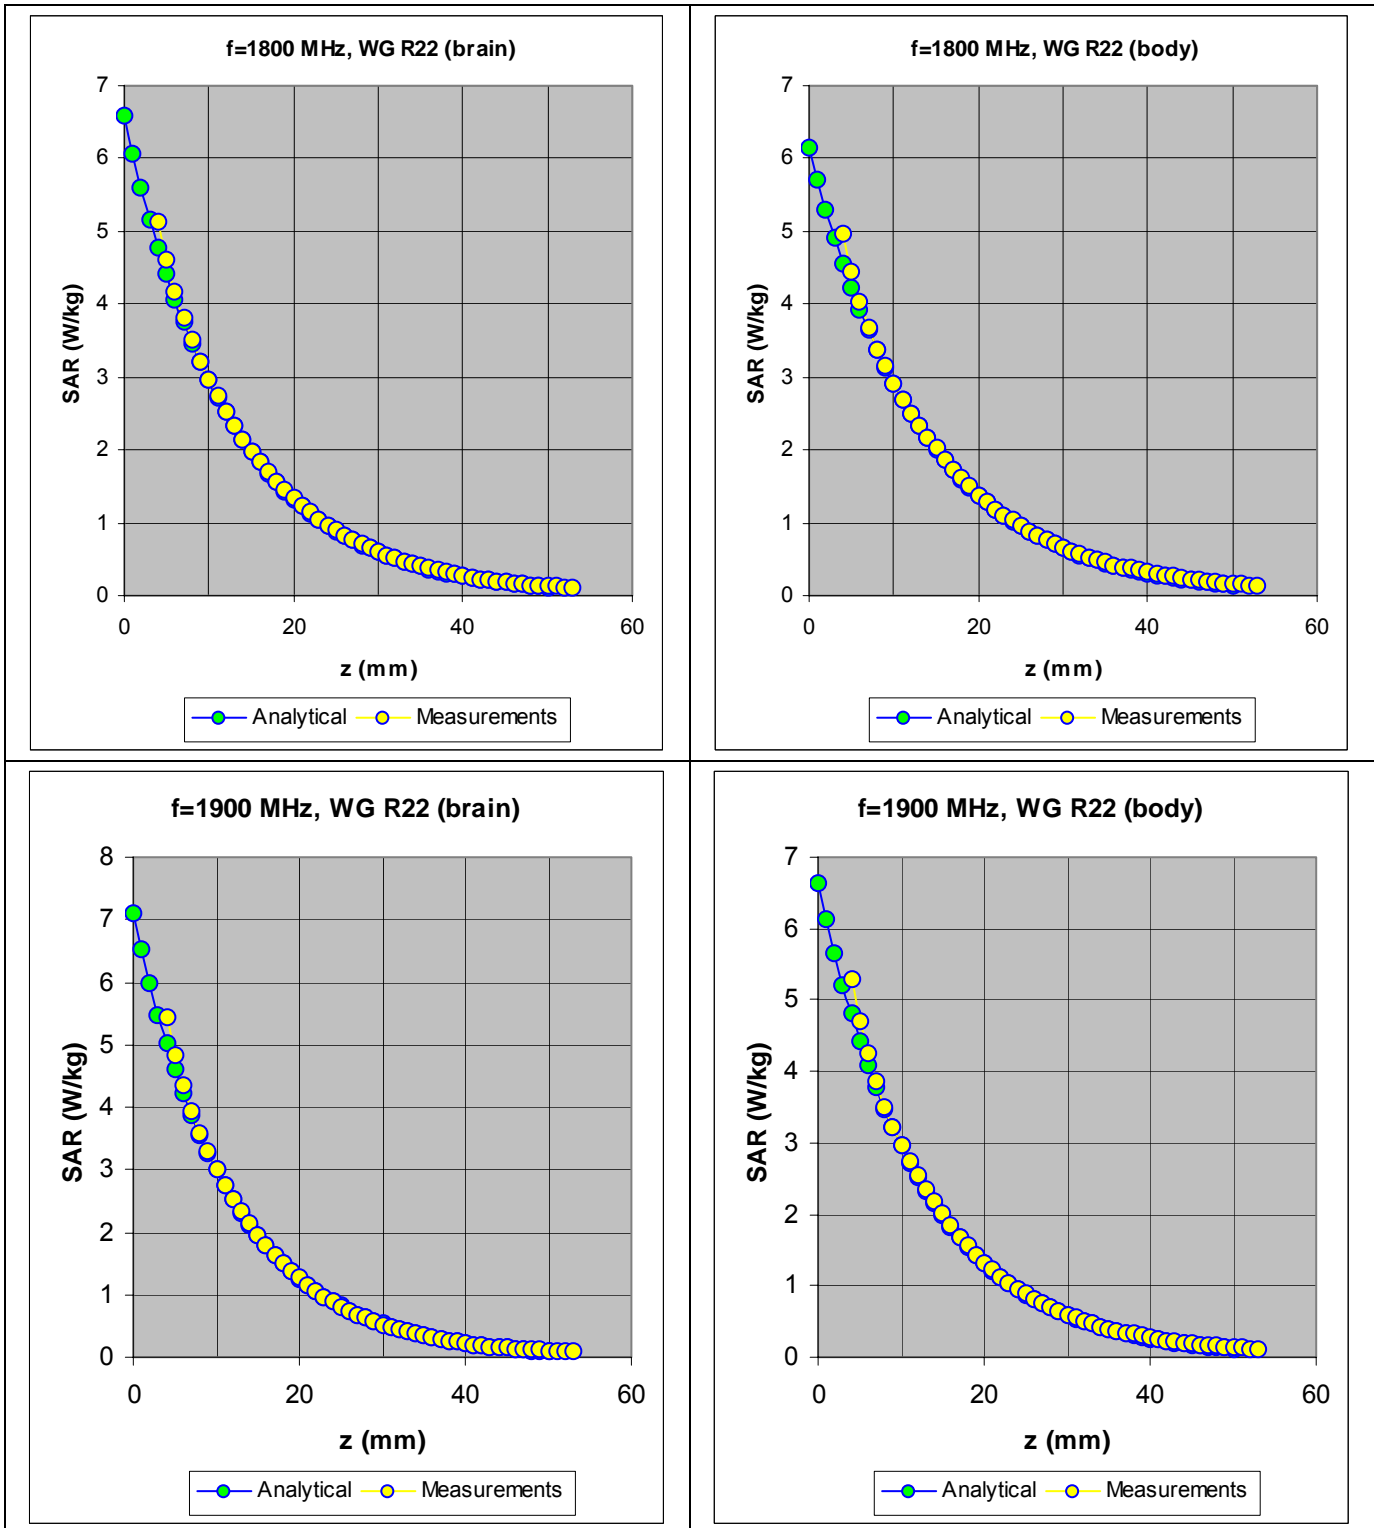 f=1800 MHz, WG R22 (brain)
7
6
5
4
3
2
1
0
SAR (W/kg)
0 20 40 60
z (mm)
Analytical Measurements
f=1800 MHz, WG R22 (body)
7
6
5
4
3
2
1
0
SAR (W/kg)
0 20 40 60
z (mm)
Analytical Measurements
f=1900 MHz, WG R22 (brain)
8
7
6
5
4
3
2
1
0
SAR (W/kg)
0 20 40 60
z (mm)
Analytical Measurements
f=1900 MHz, WG R22 (body)
7
6
5
4
3
2
1
0
SAR (W/kg)
0 20 40 60
z (mm)
Analytical Measurements